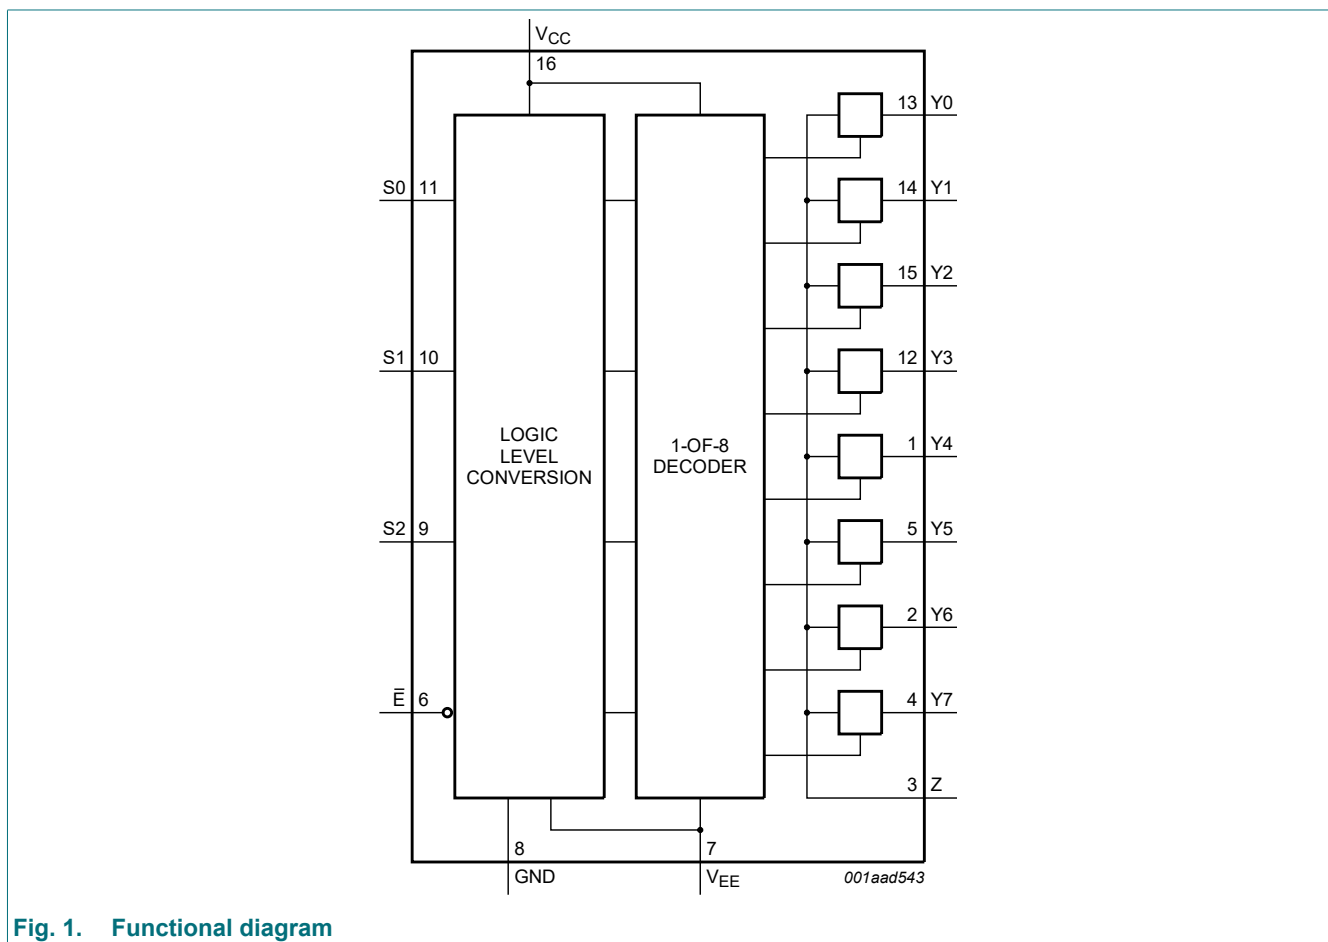 VCC
16
13 Y0
S0 11
14 Y1
15 Y2
S1 10
12 Y3
LOGIC
LEVEL
CONVERSION
1-OF-8
DECODER
1 Y4
S2 9
5 Y5
2 Y6
E̅ 6
4 Y7
3 Z
8
GND
7
VEE
001aad543
Fig. 1. Functional diagram